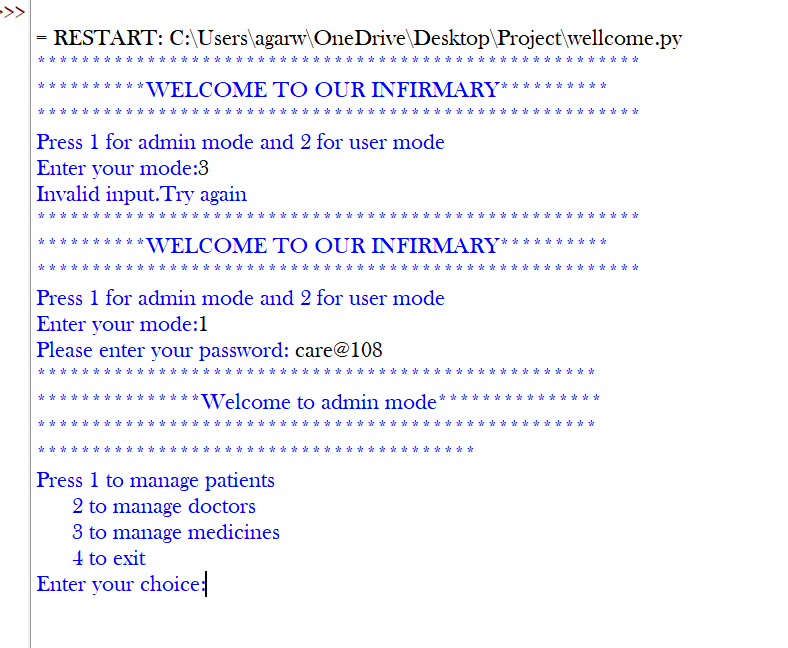 >>>
= RESTART: C:\Users\agarw\OneDrive\Desktop\Project\wellcome.py
*******************************************************
**********WELCOME TO OUR INFIRMARY**********
*******************************************************
Press 1 for admin mode and 2 for user mode
Enter your mode:3
Invalid input.Try again
*******************************************************
**********WELCOME TO OUR INFIRMARY**********
*******************************************************
Press 1 for admin mode and 2 for user mode
Enter your mode:1
Please enter your password: care@108
***************************************************
***************Welcome to admin mode***************
***************************************************
****************************************
Press 1 to manage patients
2 to manage doctors
3 to manage medicines
4 to exit
Enter your choice: